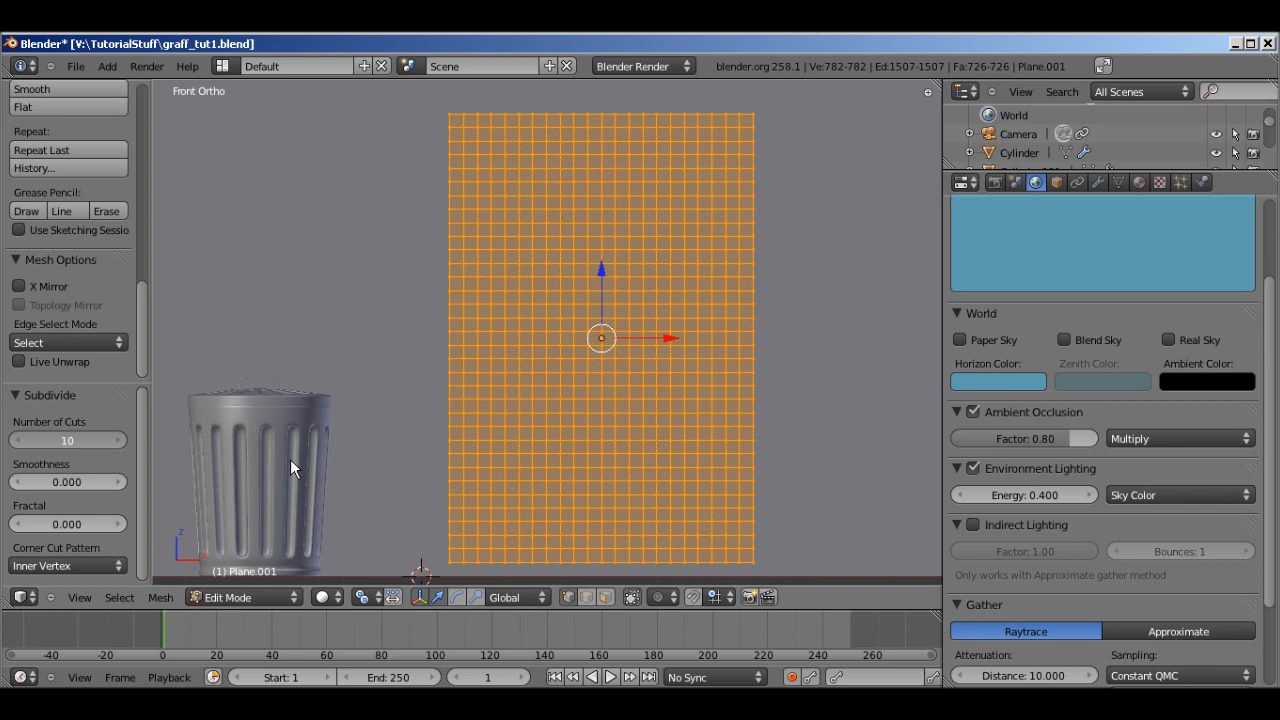 Blender* [V:\TutorialStuff\graff_tut1.blend]
File Add Render Help Default Scene Blender Render blender.org 258.1 | Ve:782-782 | Ed:1507-1507 | Fa:726-726 | Plane.001
Smooth
Flat
Repeat:
Repeat Last
History...
Grease Pencil:
Draw Line Erase
Use Sketching Sessio
Mesh Options
X Mirror
Topology Mirror
Edge Select Mode
Select
Live Unwrap
Subdivide
Number of Cuts
10
Smoothness
0.000
Fractal
0.000
Corner Cut Pattern
Inner Vertex
Front Ortho
z
(1) Plane.001
View Select Mesh Edit Mode Global
-40 -20 0 20 40 60 80 100 120 140 160 180 200 220 240 260
View Frame Playback Start: 1 End: 250 1 No Sync
View Search All Scenes
World
Camera
Cylinder
World
Paper Sky Blend Sky Real Sky
Horizon Color: Zenith Color: Ambient Color:
Ambient Occlusion
Factor: 0.80 Multiply
Environment Lighting
Energy: 0.400 Sky Color
Indirect Lighting
Factor: 1.00 Bounces: 1
Only works with Approximate gather method
Gather
Raytrace Approximate
Attenuation: Sampling:
Distance: 10.000 Constant QMC